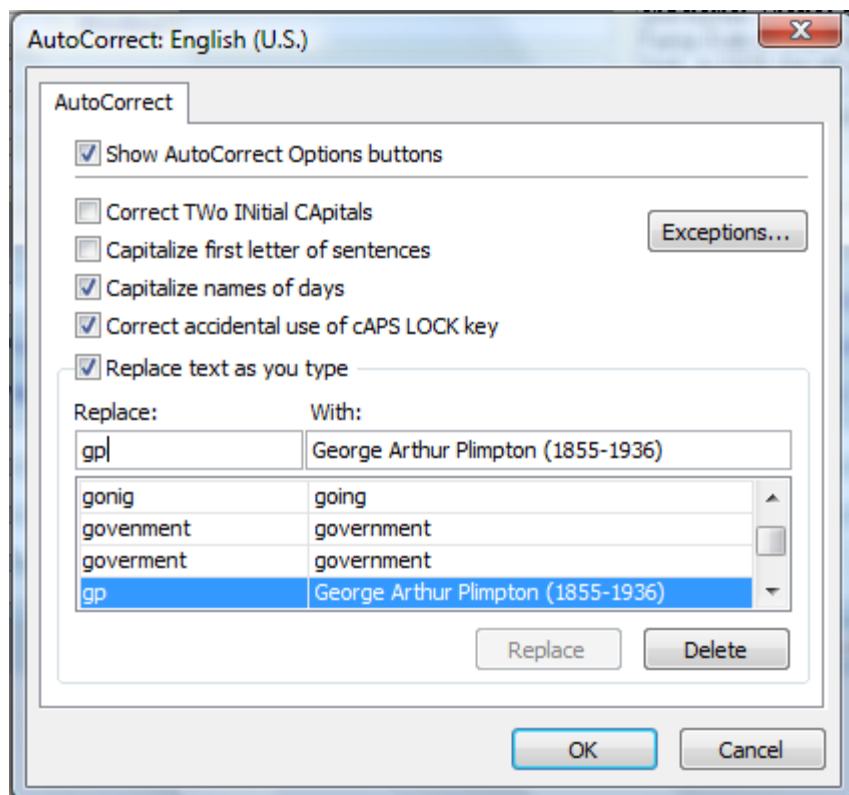 AutoCorrect: English (U.S.)
AutoCorrect
Show AutoCorrect Options buttons
Correct TWo INitial CApitals
Exceptions...
Capitalize first letter of sentences
Capitalize names of days
Correct accidental use of cAPS LOCK key
Replace text as you type
Replace: With:
gp George Arthur Plimpton (1855-1936)
gonig going
govenment government
goverment government
gp George Arthur Plimpton (1855-1936)
Replace Delete
OK Cancel